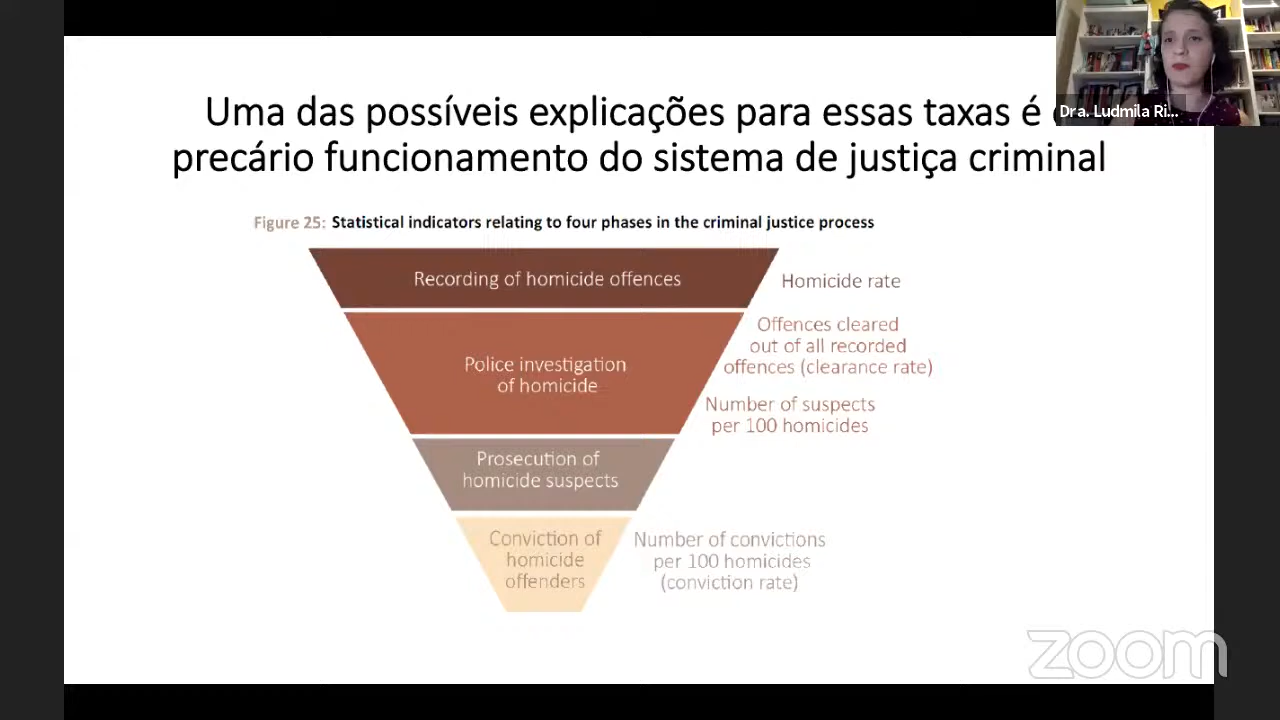 Uma das possíveis explicações para essas taxas é
precário funcionamento do sistema de justiça criminal
Dra. Ludmila Ri...
Figure 25: Statistical indicators relating to four phases in the criminal justice process
Recording of homicide offences
Homicide rate
Police investigation
of homicide
Offences cleared
out of all recorded
offences (clearance rate)
Number of suspects
per 100 homicides
Prosecution of
homicide suspects
Conviction of
homicide
offenders
Number of convictions
per 100 homicides
(conviction rate)
zoom